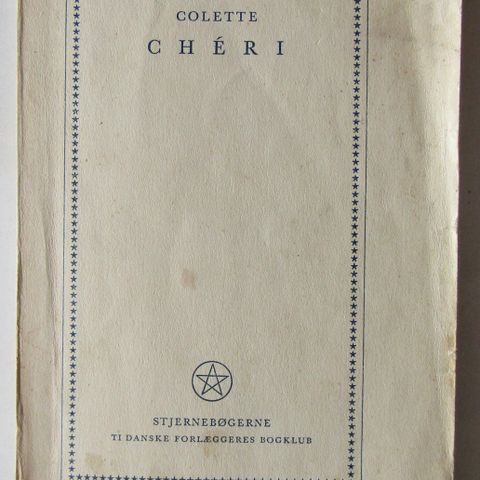 COLETTE
CHÉRI
STJERNEBØGERNE
TI DANSKE FORLÆGGERES BOGKLUB